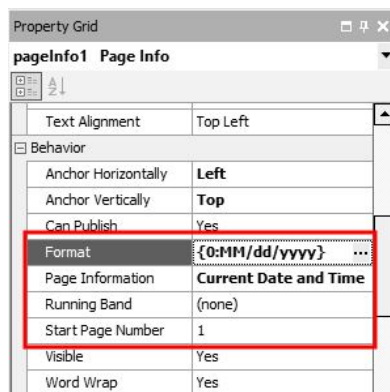 Property Grid
pageInfo1 Page Info
Text Alignment Top Left
Behavior
Anchor Horizontally Left
Anchor Vertically Top
Can Publish Yes
Format {0:MM/dd/yyyy} ...
Page Information Current Date and Time
Running Band (none)
Start Page Number 1
Visible Yes
Word Wrap Yes